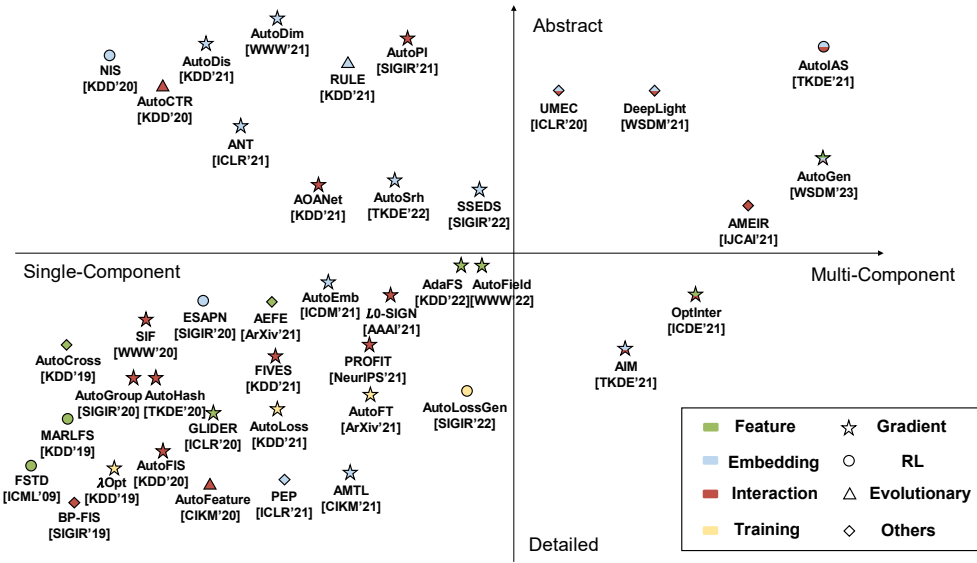 Abstract
AutoDim
[WWW'21]
AutoDis
[KDD'21]
AutoPI
[SIGIR'21]
NIS
[KDD'20]
RULE
[KDD'21]
AutoCTR
[KDD'20]
ANT
[ICLR'21]
AOANet
[KDD'21]
AutoSrh
[TKDE'22]
SSEDS
[SIGIR'22]
AutoIAS
[TKDE'21]
UMEC
[ICLR'20]
DeepLight
[WSDM'21]
AutoGen
[WSDM'23]
AMEIR
[IJCAI'21]
Single-Component
Multi-Component
AdaFS
[KDD'22]
AutoField
[WWW'22]
AutoEmb
[ICDM'21]
L0-SIGN
[AAAI'21]
ESAPN
[SIGIR'20]
AEFE
[ArXiv'21]
SIF
[WWW'20]
AutoCross
[KDD'19]
FIVES
[KDD'21]
PROFIT
[NeurIPS'21]
AutoGroup
[SIGIR'20]
AutoHash
[TKDE'20]
GLIDER
[ICLR'20]
AutoLoss
[KDD'21]
AutoFT
[ArXiv'21]
AutoLossGen
[SIGIR'22]
MARLFS
[KDD'19]
FSTD
[ICML'09]
λOpt
[KDD'19]
AutoFIS
[KDD'20]
BP-FIS
[SIGIR'19]
AutoFeature
[CIKM'20]
PEP
[ICLR'21]
AMTL
[CIKM'21]
OptInter
[ICDE'21]
AIM
[TKDE'21]
Feature
Gradient
Embedding
RL
Interaction
Evolutionary
Training
Others
Detailed